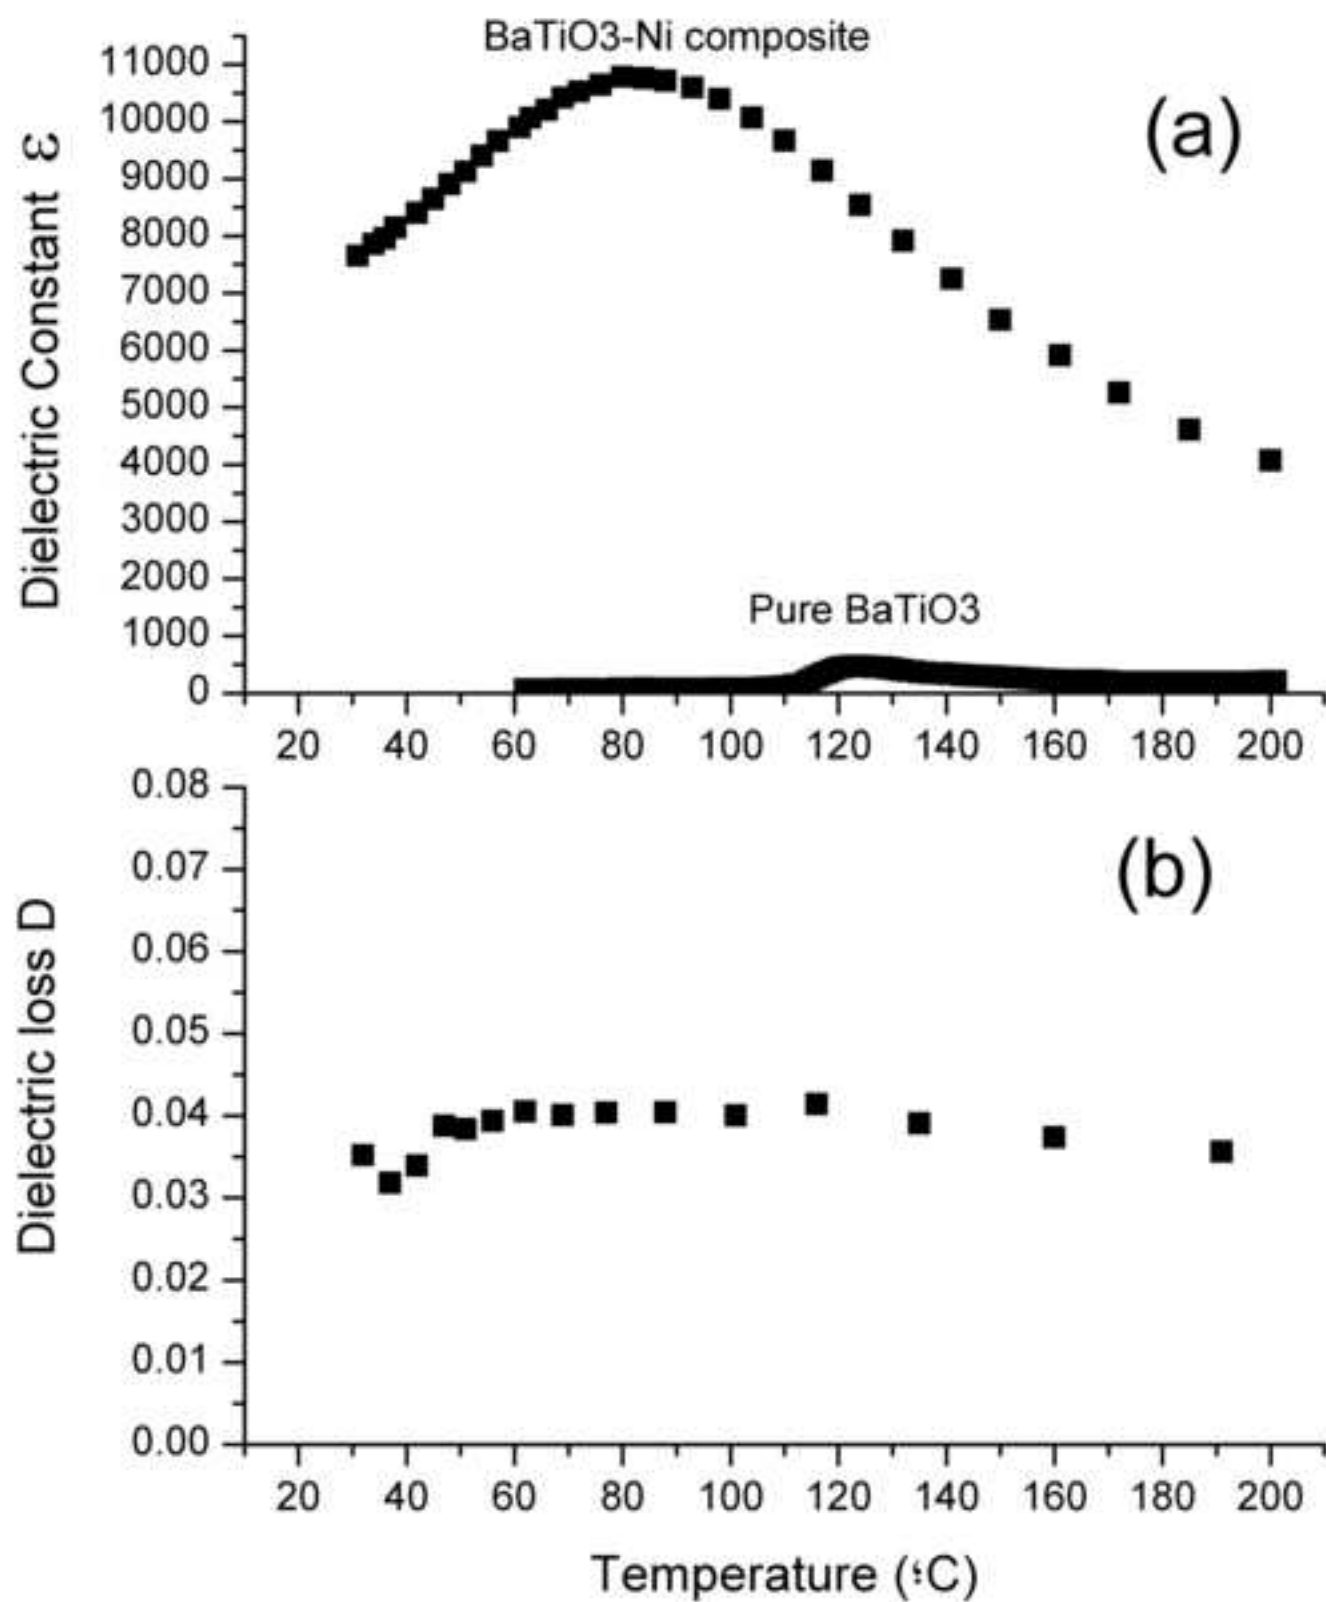 BaTiO3-Ni composite
(a)
Dielectric Constant ε
11000
10000
9000
8000
7000
6000
5000
4000
3000
2000
1000
0
Pure BaTiO3
20 40 60 80 100 120 140 160 180 200
(b)
Dielectric loss D
0.08
0.07
0.06
0.05
0.04
0.03
0.02
0.01
0.00
20 40 60 80 100 120 140 160 180 200
Temperature (؛C)